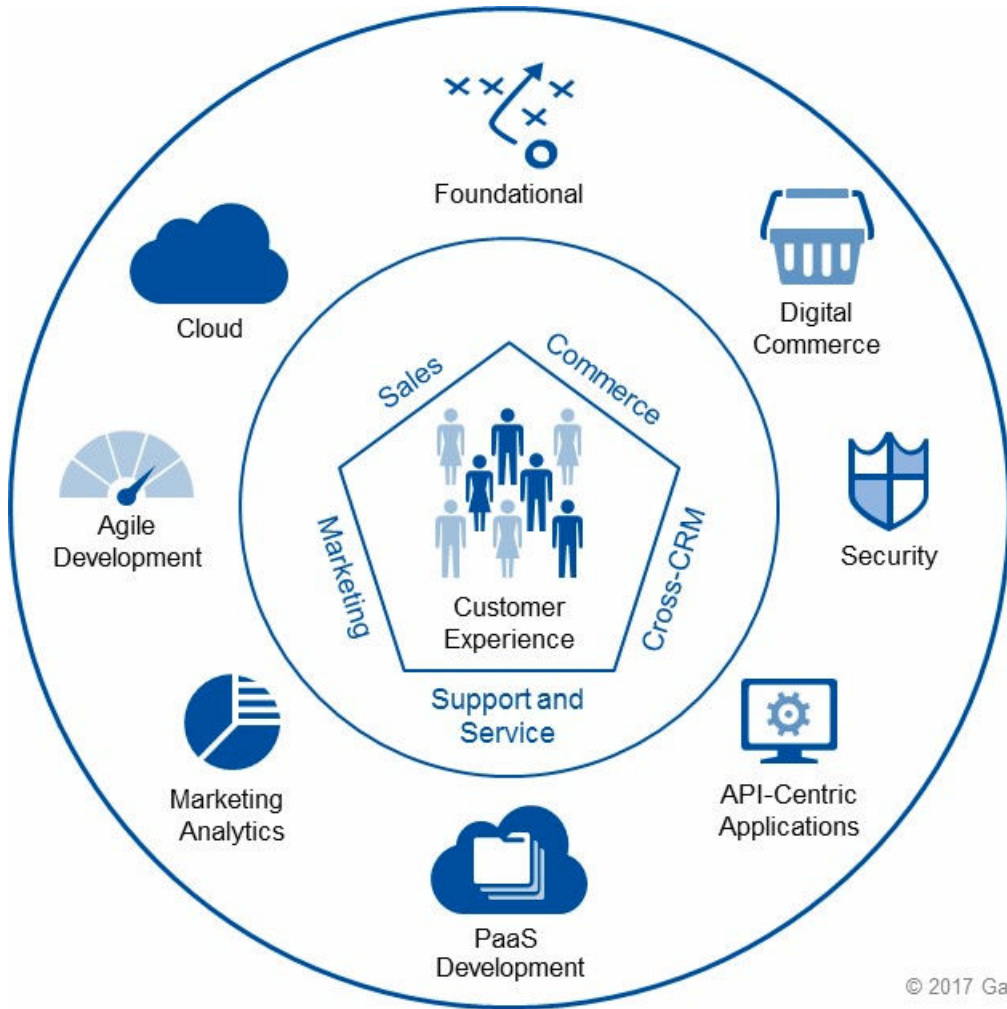 Foundational
Digital
Commerce
Cloud
Sales
Commerce
Agile
Development
Security
Marketing
Cross-CRM
Customer
Experience
Support and
Service
Marketing
Analytics
API-Centric
Applications
PaaS
Development
© 2017